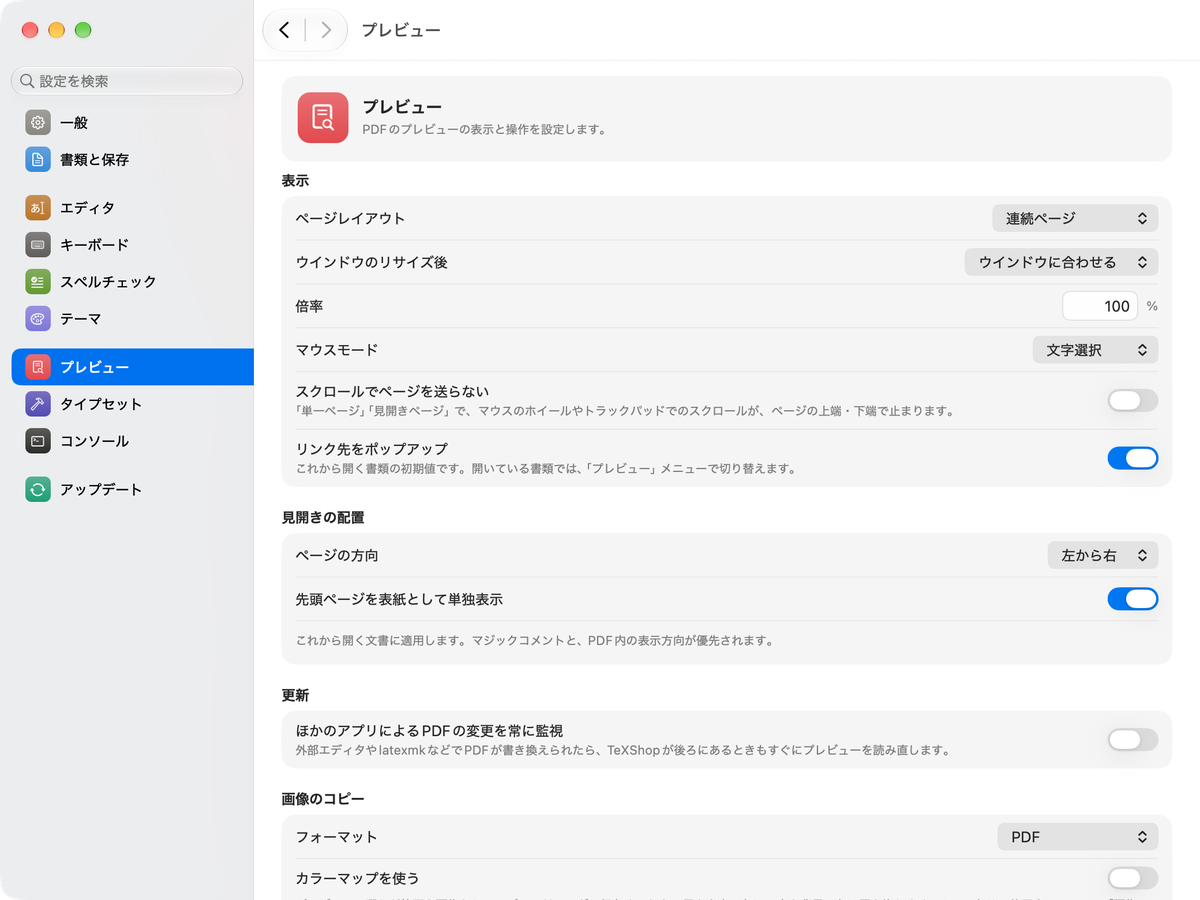 プレビュー
設定を検索
一般
書類と保存
エディタ
キーボード
スペルチェック
テーマ
プレビュー
タイプセット
コンソール
アップデート
プレビュー
PDFのプレビューの表示と操作を設定します。
表示
ページレイアウト 連続ページ
ウインドウのリサイズ後 ウインドウに合わせる
倍率 100 %
マウスモード 文字選択
スクロールでページを送らない
「単一ページ」「見開きページ」で、マウスのホイールやトラックパッドでのスクロールが、ページの上端・下端で止まります。
リンク先をポップアップ
これから開く書類の初期値です。開いている書類では、「プレビュー」メニューで切り替えます。
見開きの配置
ページの方向 左から右
先頭ページを表紙として単独表示
これから開く文書に適用します。マジックコメントと、PDF内の表示方向が優先されます。
更新
ほかのアプリによるPDFの変更を常に監視
外部エディタやlatexmkなどでPDFが書き換えられたら、TeXShopが後ろにあるときもすぐにプレビューを読み直します。
画像のコピー
フォーマット PDF
カラーマップを使う